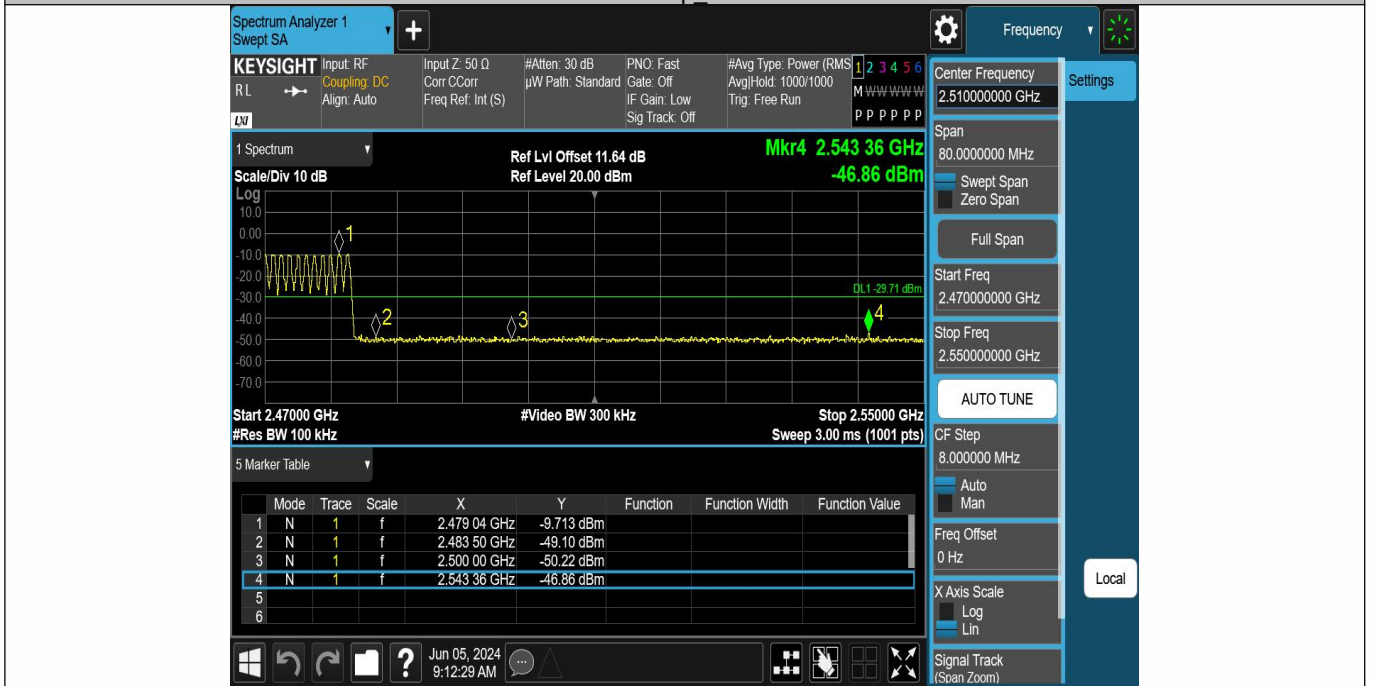 Spectrum Analyzer 1
Swept SA
+
Frequency
KEYSIGHT
RL
LXI
Input: RF
Coupling: DC
Align: Auto
Input Z: 50 Ω
Corr CCorr
Freq Ref: Int (S)
#Atten: 30 dB
µW Path: Standard
PNO: Fast
Gate: Off
IF Gain: Low
Sig Track: Off
#Avg Type: Power (RMS
Avg|Hold: 1000/1000
Trig: Free Run
1 2 3 4 5 6
M W W W W W
P P P P P P
1 Spectrum
Scale/Div 10 dB
Ref Lvl Offset 11.64 dB
Ref Level 20.00 dBm
Mkr4 2.543 36 GHz
-46.86 dBm
Log
10.0
0.00
-10.0
-20.0
-30.0
-40.0
-50.0
-60.0
-70.0
1
2
3
4
DL1 -29.71 dBm
Start 2.47000 GHz
#Video BW 300 kHz
Stop 2.55000 GHz
#Res BW 100 kHz
Sweep 3.00 ms (1001 pts)
5 Marker Table
Mode Trace Scale X Y Function Function Width Function Value
1 N 1 f 2.479 04 GHz -9.713 dBm
2 N 1 f 2.483 50 GHz -49.10 dBm
3 N 1 f 2.500 00 GHz -50.22 dBm
4 N 1 f 2.543 36 GHz -46.86 dBm
5
6
?
Jun 05, 2024
9:12:29 AM
Center Frequency
2.510000000 GHz
Settings
Span
80.0000000 MHz
Swept Span
Zero Span
Full Span
Start Freq
2.470000000 GHz
Stop Freq
2.550000000 GHz
AUTO TUNE
CF Step
8.000000 MHz
Auto
Man
Freq Offset
0 Hz
X Axis Scale
Log
Lin
Local
Signal Track
(Span Zoom)